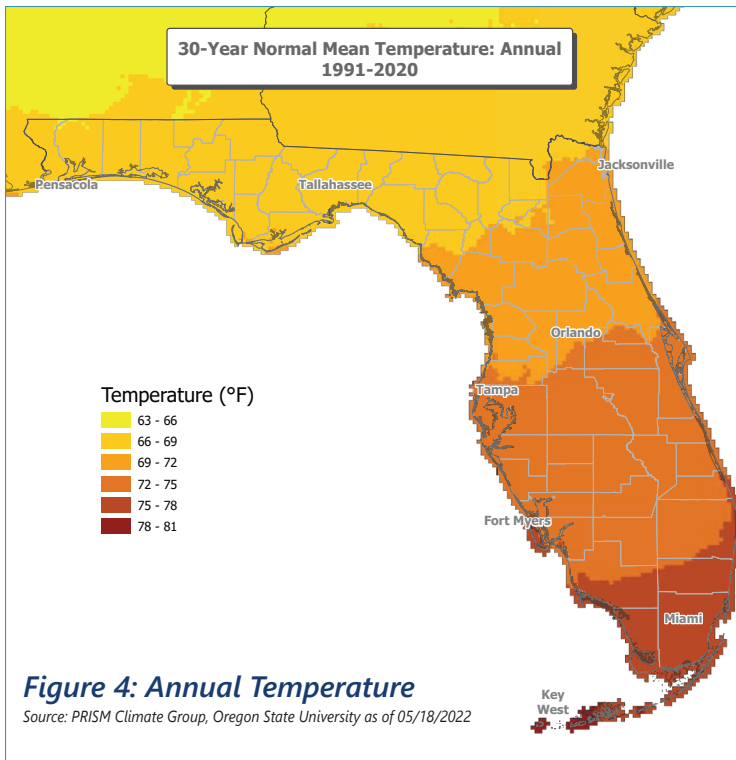 30-Year Normal Mean Temperature: Annual
1991-2020
Pensacola
Tallahassee
Jacksonville
Orlando
Tampa
Temperature (°F)
63 - 66
66 - 69
69 - 72
72 - 75
75 - 78
78 - 81
Fort Myers
Miami
Figure 4: Annual Temperature
Source: PRISM Climate Group, Oregon State University as of 05/18/2022
Key
West